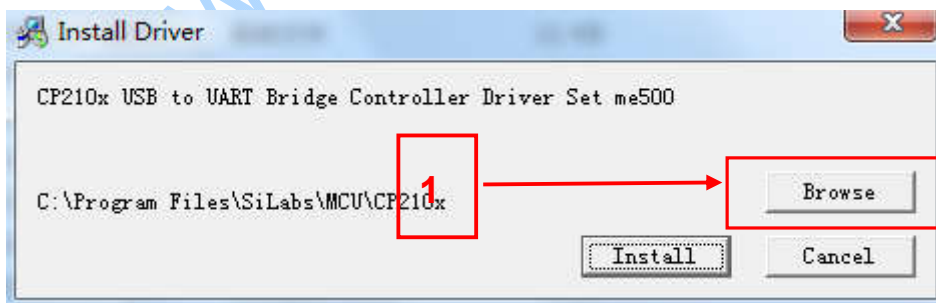 Install Driver
CP210x USB to UART Bridge Controller Driver Set me500
1
C:\Program Files\SiLabs\MCU\CP210x
Browse
Install
Cancel